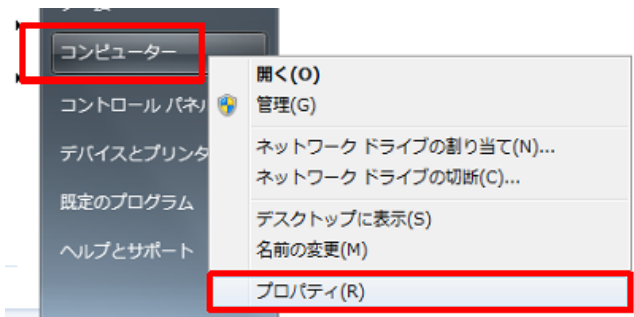 コンピューター
開く(O)
管理(G)
コントロール パネル
デバイスとプリンタ
ネットワーク ドライブの割り当て(N)...
ネットワーク ドライブの切断(C)...
既定のプログラム
デスクトップに表示(S)
名前の変更(M)
ヘルプとサポート
プロパティ(R)